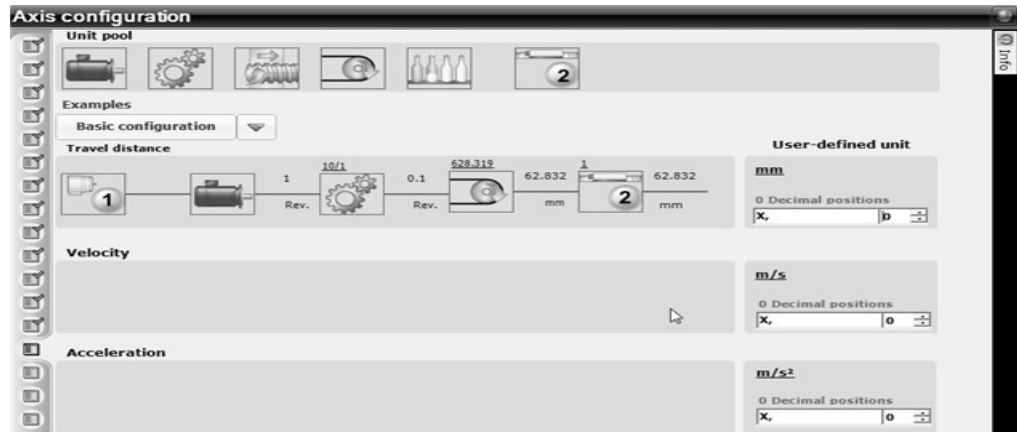 Axis configuration
Info
Unit pool
2
Examples
Basic configuration
Travel distance
User-defined unit
10/1
628.319
1
1
0.1
62.832
62.832
1
2
Rev.
Rev.
mm
mm
mm
0 Decimal positions
x,
0
Velocity
m/s
0 Decimal positions
x,
0
Acceleration
m/s²
0 Decimal positions
x,
0